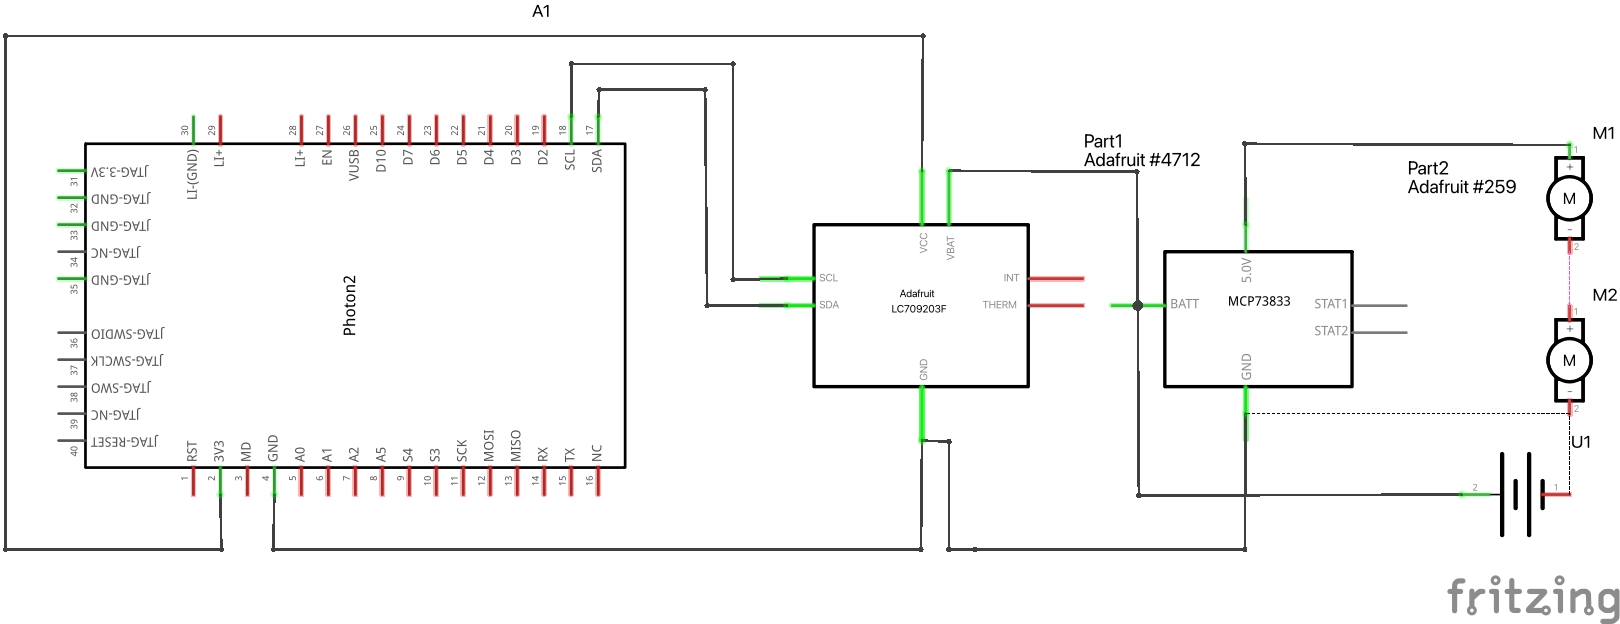 A1
30
29
28
27
26
25
24
23
22
21
20
19
18
17
LI-(GND)
LI+
LI+
EN
VUSB
D10
D7
D6
D5
D4
D3
D2
SCL
SDA
31
JTAG-3.3V
32
JTAG-GND
33
JTAG-GND
34
JTAG-NC
35
JTAG-GND
36
JTAG-SWDIO
37
JTAG-SWCLK
38
JTAG-SWO
39
JTAG-NC
40
JTAG-RESET
Photon2
RST
3V3
MD
GND
A0
A1
A2
A5
S4
S3
SCK
MOSI
MISO
RX
TX
NC
1
2
3
4
5
6
7
8
9
10
11
12
13
14
15
16
VCC
VBAT
SCL
SDA
Adafruit
LC709203F
INT
THERM
GND
Part1
Adafruit #4712
5.0V
BATT
MCP73833
STAT1
STAT2
GND
Part2
Adafruit #259
M1
1
+
M
-
2
M2
1
+
M
-
2
U1
2
1
fritzing